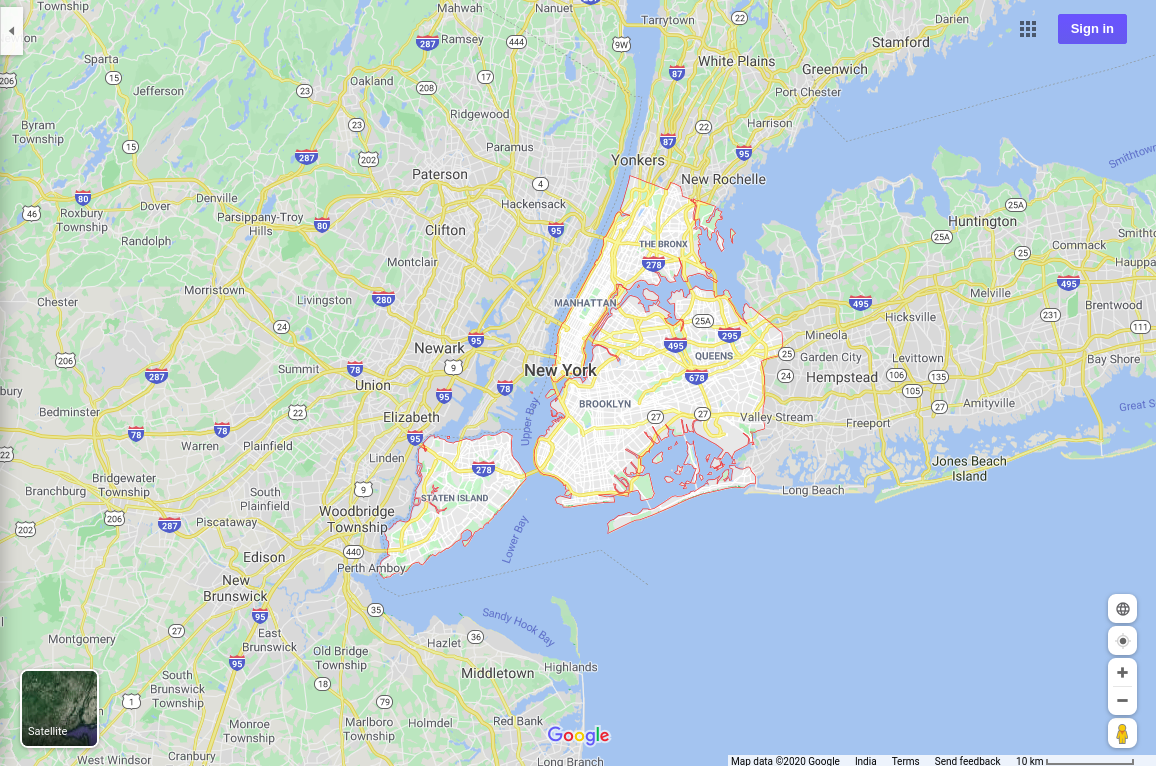 Township
Mahwah
Nanuet
Tarrytown
22
Darien
Sign in
287
Ramsey
444
9W
Stamford
Sparta
on
206
15
Jefferson
Oakland
17
87
White Plains
Greenwich
23
208
Port Chester
Ridgewood
Byram
Township
23
22
Harrison
15
287
202
Paramus
87
95
Yonkers
Smithtown
Paterson
4
New Rochelle
80
Denville
Dover
Hackensack
25A
46
Roxbury
Township
Parsippany-Troy
Hills
80
Clifton
95
Huntington
25A
Randolph
THE BRONX
Commack
Smithto
25
Montclair
278
Hauppa
Morristown
Livingston
280
MANHATTAN
495
Melville
495
Chester
Brentwood
24
25A
Hicksville
231
111
Newark
95
295
Mineola
206
9
495
QUEENS
25
Garden City
Levittown
Bay Shore
bury
287
Summit
78
New York
24
Hempstead
106
135
Union
78
678
105
95
Bedminster
22
Elizabeth
Upper Bay
BROOKLYN
27
27
Valley Stream
27
Amityville
Great S
78
78
95
Freeport
Warren
Plainfield
22
Linden
278
Jones Beach
Island
Bridgewater
Township
Branchburg
South
Plainfield
9
STATEN ISLAND
Long Beach
Woodbridge
Township
206
202
287
Piscataway
Lower Bay
440
Edison
Perth Amboy
New
Brunswick
95
35
Sandy Hook Bay
27
East
Brunswick
Hazlet
36
Montgomery
Old Bridge
Township
95
Highlands
Middletown
South
Brunswick
Township
18
1
79
Satellite
Monroe
Township
Marlboro
Township
Holmdel
Red Bank
Google
West Windsor
Cranbury
Long Branch
Map data ©2020 Google
India
Terms
Send feedback
10 km